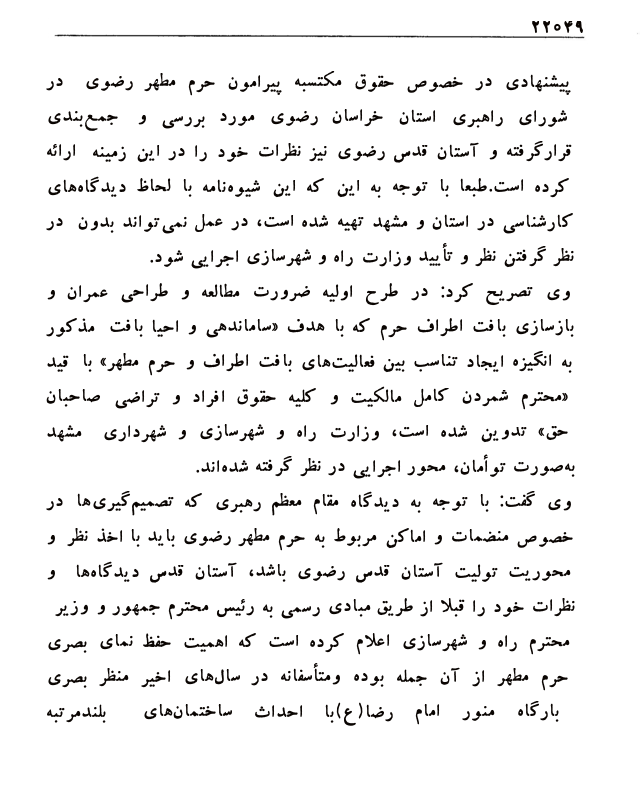 ۲۲۵۴۹
پیشنهادی در خصوص حقوق مکتسبه پیرامون حرم مطهر رضوی در
شورای راهبری استان خراسان رضوی مورد بررسی و جمع‌بندی
قرارگرفته و آستان قدس رضوی نیز نظرات خود را در این زمینه ارائه
کرده است.طبعا با توجه به این که این شیوه‌نامه با لحاظ دیدگاه‌های
کارشناسی در استان و مشهد تهیه شده است، در عمل نمی‌تواند بدون در
نظر گرفتن نظر و تأیید وزارت راه و شهرسازی اجرایی شود.
وی تصریح کرد: در طرح اولیه ضرورت مطالعه و طراحی عمران و
بازسازی بافت اطراف حرم که با هدف «ساماندهی و احیا بافت مذکور
به انگیزه ایجاد تناسب بین فعالیت‌های بافت اطراف و حرم مطهر» با قید
«محترم شمردن کامل مالکیت و کلیه حقوق افراد و تراضی صاحبان
حق» تدوین شده است، وزارت راه و شهرسازی و شهرداری مشهد
به‌صورت توأمان، محور اجرایی در نظر گرفته شده‌اند.
وی گفت: با توجه به دیدگاه مقام معظم رهبری که تصمیم‌گیری‌ها در
خصوص منضمات و اماکن مربوط به حرم مطهر رضوی باید با اخذ نظر و
محوریت تولیت آستان قدس رضوی باشد، آستان قدس دیدگاه‌ها و
نظرات خود را قبلا از طریق مبادی رسمی به رئیس محترم جمهور و وزیر
محترم راه و شهرسازی اعلام کرده است که اهمیت حفظ نمای بصری
حرم مطهر از آن جمله بوده ومتأسفانه در سال‌های اخیر منظر بصری
بارگاه منور امام رضا(ع)با احداث ساختمان‌های بلندمرتبه